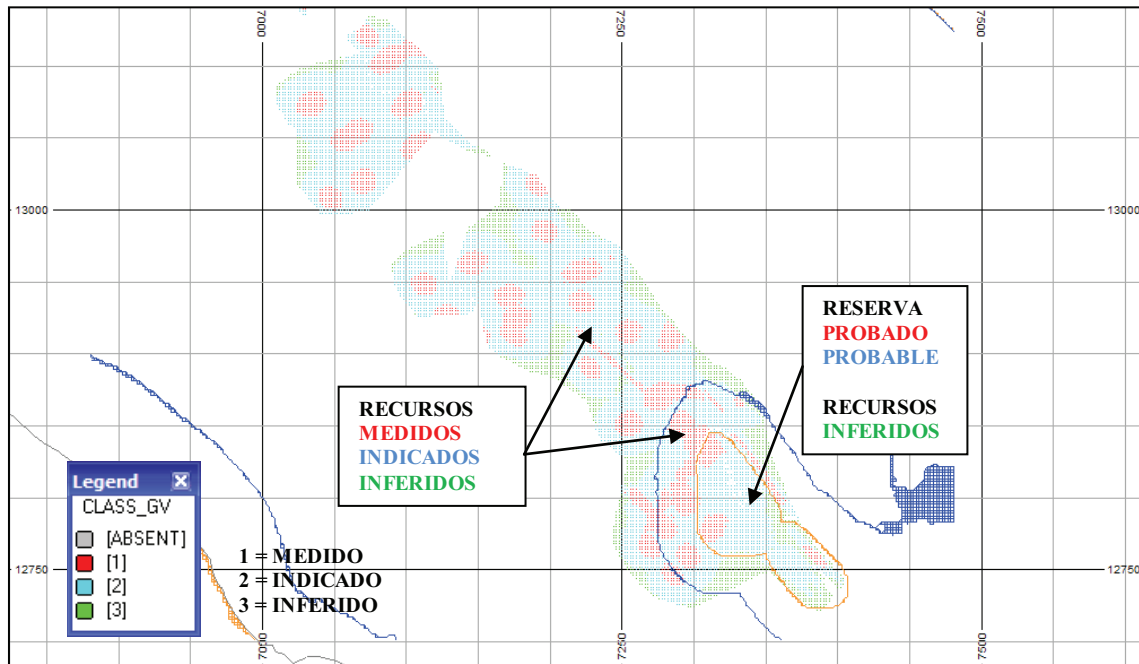 7000
7250
7500
13000
13000
RESERVA
PROBADO
PROBABLE
RECURSOS
INFERIDOS
RECURSOS
MEDIDOS
INDICADOS
INFERIDOS
Legend
CLASS_GV
[ABSENT]
[1]
[2]
[3]
1 = MEDIDO
2 = INDICADO
3 = INFERIDO
12750
12750
7000
7250
7500